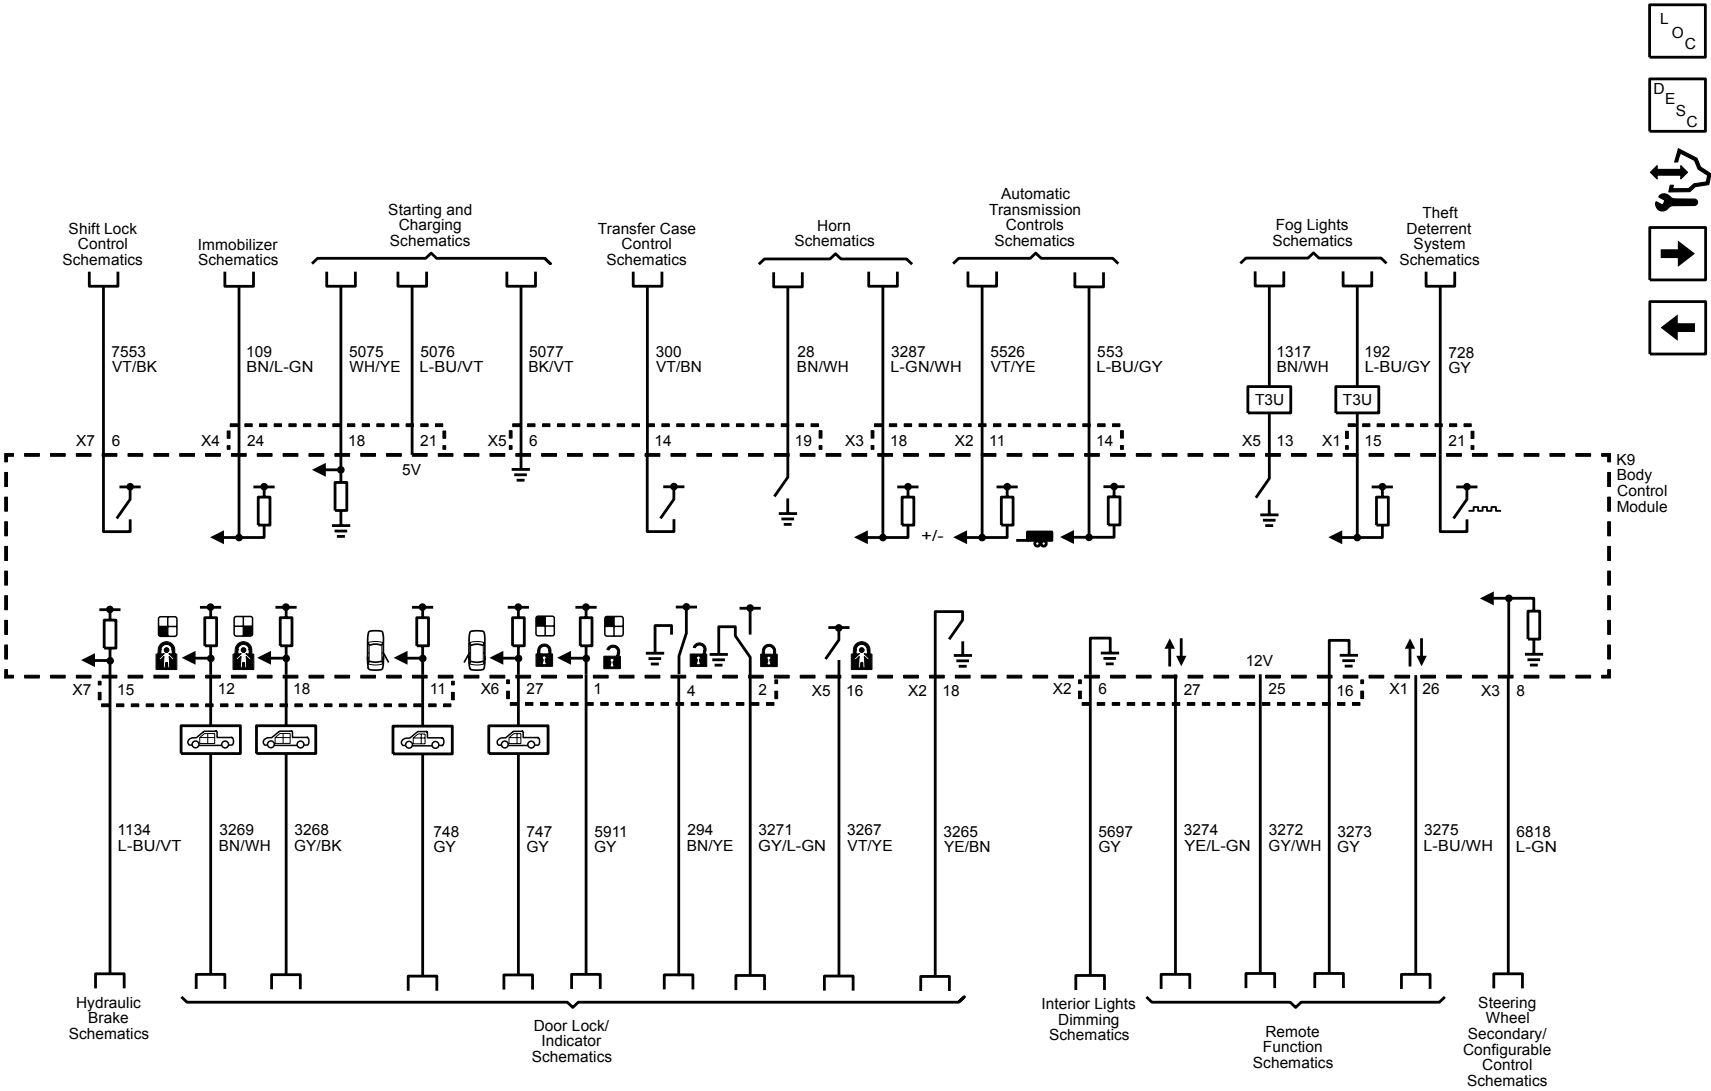 L
O
C
D
E
S
C
Shift Lock
Control
Schematics
Immobilizer
Schematics
Starting and
Charging
Schematics
Transfer Case
Control
Schematics
Horn
Schematics
Automatic
Transmission
Controls
Schematics
Fog Lights
Schematics
Theft
Deterrent
System
Schematics
7553
VT/BK
109
BN/L-GN
5075
WH/YE
5076
L-BU/VT
5077
BK/VT
300
VT/BN
28
BN/WH
3287
L-GN/WH
5526
VT/YE
553
L-BU/GY
1317
BN/WH
192
L-BU/GY
728
GY
T3U
T3U
X7 6
X4 24
18
21
X5 6
14
19
X3 18
X2 11
14
X5 13
X1 15
21
5V
K9
Body
Control
Module
+/-
12V
X7 15
12
18
11
X6 27
1
4
2
X5 16
X2 18
X2 6
27
25
16
X1 26
X3 8
1134
L-BU/VT
3269
BN/WH
3268
GY/BK
748
GY
747
GY
5911
GY
294
BN/YE
3271
GY/L-GN
3267
VT/YE
3265
YE/BN
5697
GY
3274
YE/L-GN
3272
GY/WH
3273
GY
3275
L-BU/WH
6818
L-GN
Hydraulic
Brake
Schematics
Door Lock/
Indicator
Schematics
Interior Lights
Dimming
Schematics
Remote
Function
Schematics
Steering
Wheel
Secondary/
Configurable
Control
Schematics